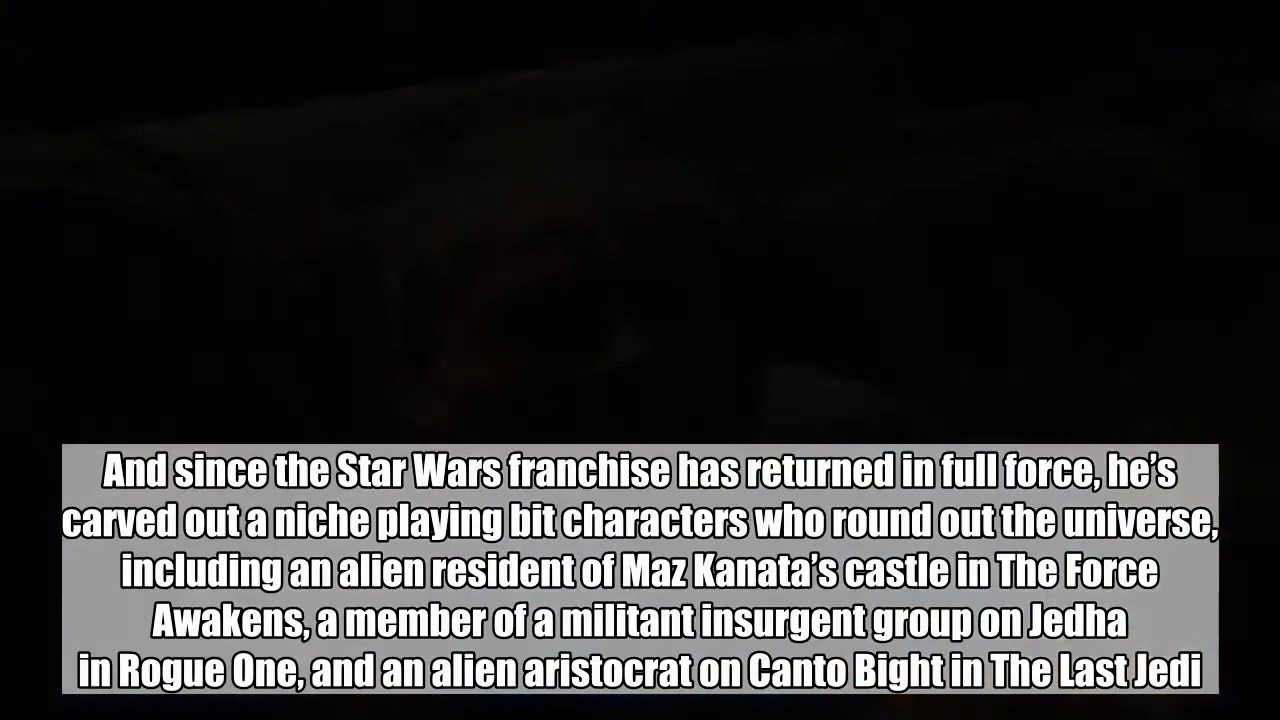 And since the Star Wars franchise has returned in full force, he’s
carved out a niche playing bit characters who round out the universe,
including an alien resident of Maz Kanata’s castle in The Force
Awakens, a member of a militant insurgent group on Jedha
in Rogue One, and an alien aristocrat on Canto Bight in The Last Jedi